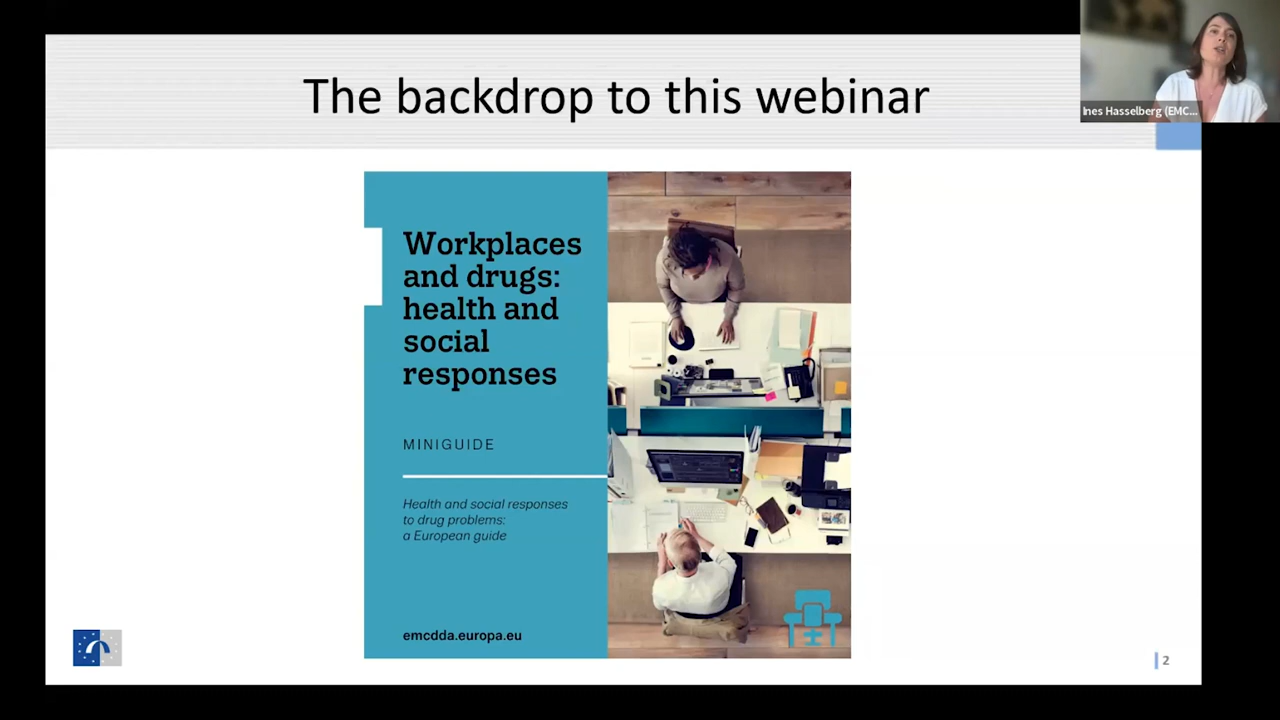 The backdrop to this webinar
Ines Hasselberg (EMC...
Workplaces
and drugs:
health and
social
responses
MINIGUIDE
Health and social responses
to drug problems:
a European guide
emcdda.europa.eu
2